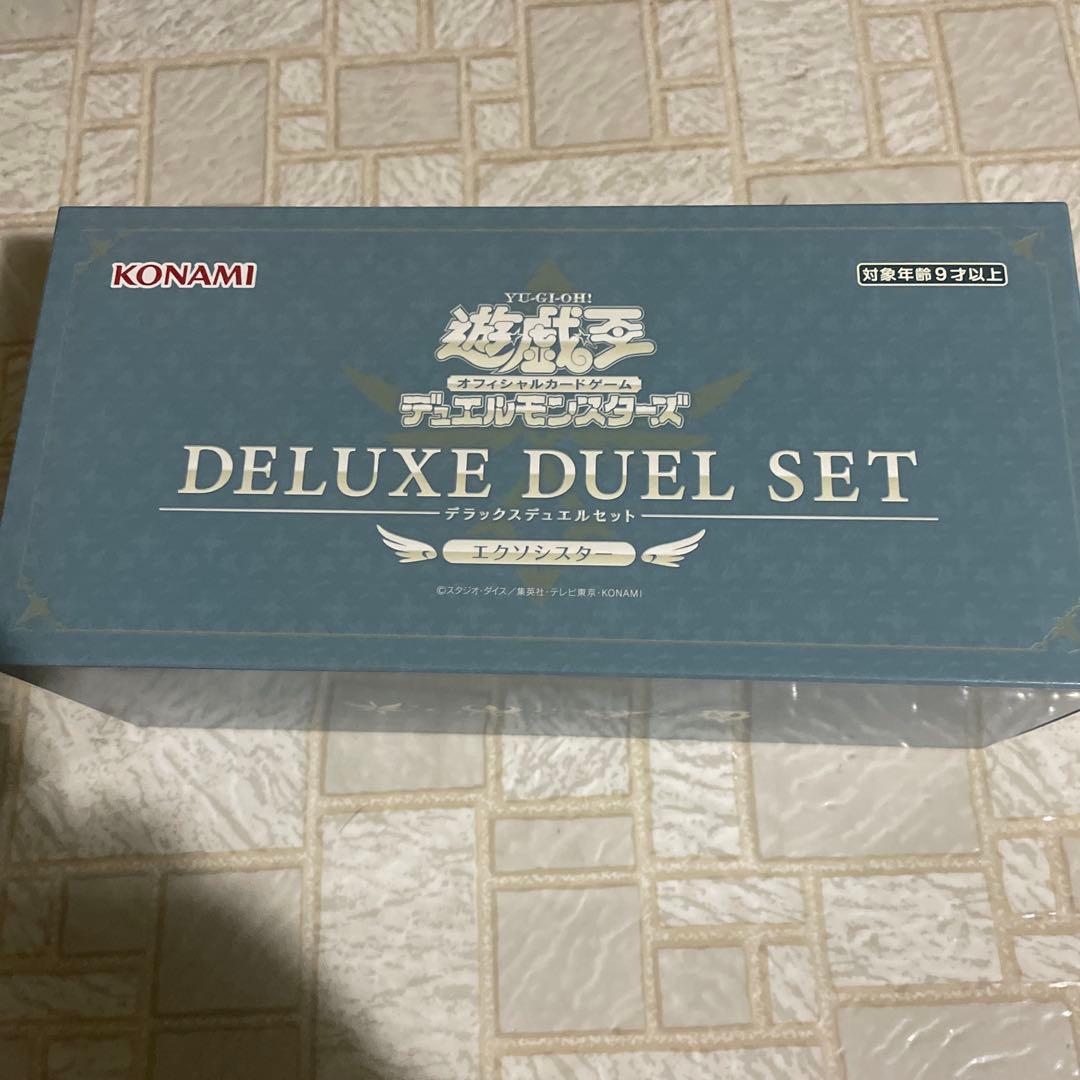 KONAMI
対象年齢9才以上
YU-GI-OH!
遊戯王
オフィシャルカードゲーム
デュエルモンスターズ
DELUXE DUEL SET
デラックスデュエルセット
エクソシスター
©スタジオ・ダイス／集英社・テレビ東京・KONAMI